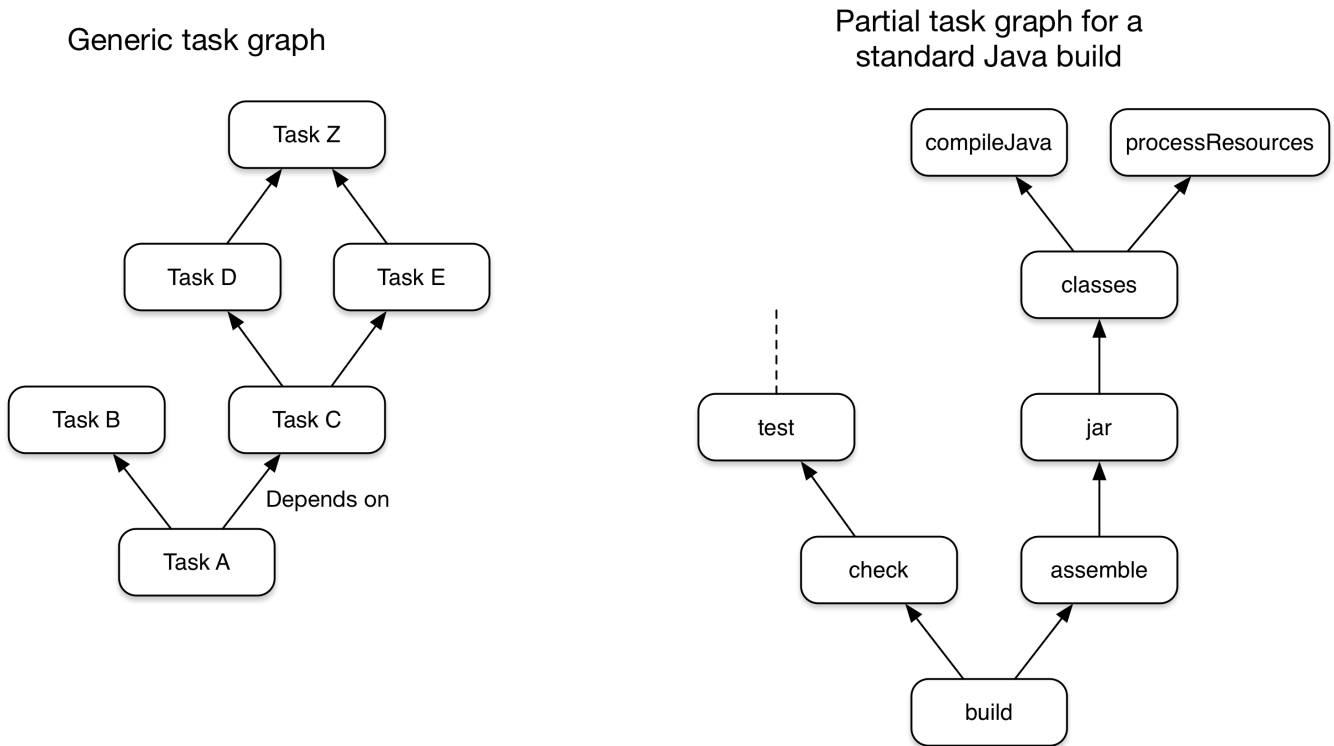 Generic task graph
Task Z
Task D
Task E
Task B
Task C
Depends on
Task A
Partial task graph for a
standard Java build
compileJava
processResources
classes
test
jar
check
assemble
build